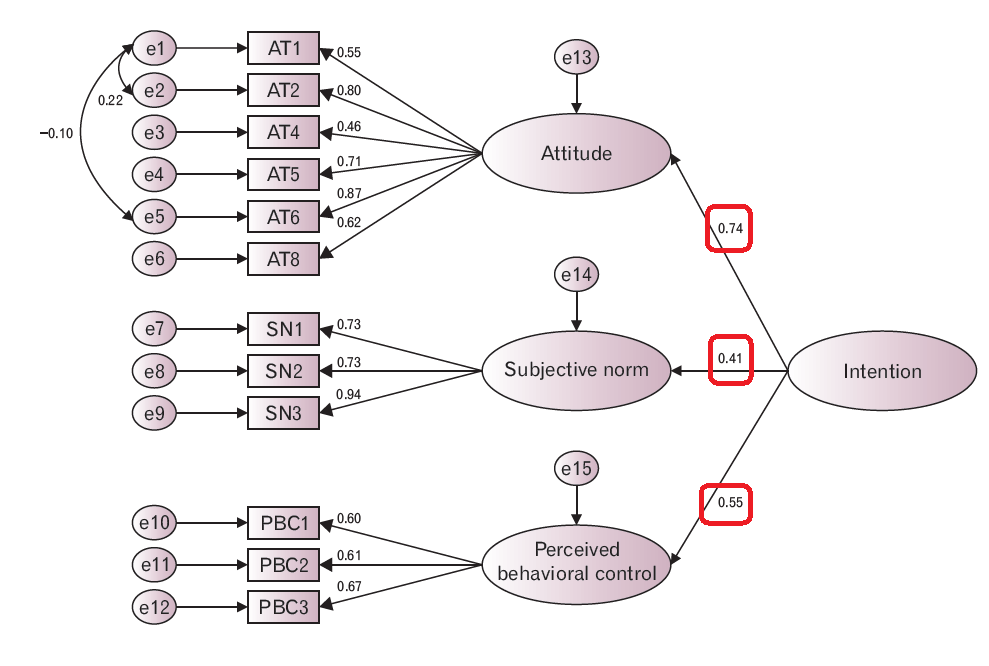 e1
AT1
0.55
e13
e2
AT2
0.80
0.22
−0.10
e3
AT4
0.46
Attitude
e4
AT5
0.71
e5
AT6
0.87
0.62
0.74
e6
AT8
e14
e7
SN1
0.73
e8
SN2
0.73
Subjective norm
0.41
Intention
e9
SN3
0.94
e15
e10
PBC1
0.60
0.55
e11
PBC2
0.61
Perceived
behavioral control
e12
PBC3
0.67